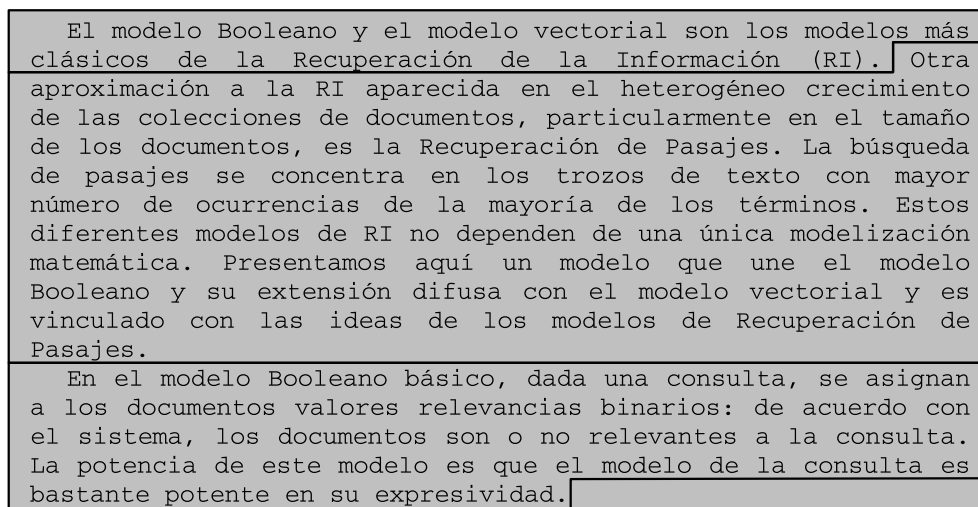 El modelo Booleano y el modelo vectorial son los modelos más
clásicos de la Recuperación de la Información (RI). Otra
aproximación a la RI aparecida en el heterogéneo crecimiento
de las colecciones de documentos, particularmente en el tamaño
de los documentos, es la Recuperación de Pasajes. La búsqueda
de pasajes se concentra en los trozos de texto con mayor
número de ocurrencias de la mayoría de los términos. Estos
diferentes modelos de RI no dependen de una única modelización
matemática. Presentamos aquí un modelo que une el modelo
Booleano y su extensión difusa con el modelo vectorial y es
vinculado con las ideas de los modelos de Recuperación de
Pasajes.
En el modelo Booleano básico, dada una consulta, se asignan
a los documentos valores relevancias binarios: de acuerdo con
el sistema, los documentos son o no relevantes a la consulta.
La potencia de este modelo es que el modelo de la consulta es
bastante potente en su expresividad.